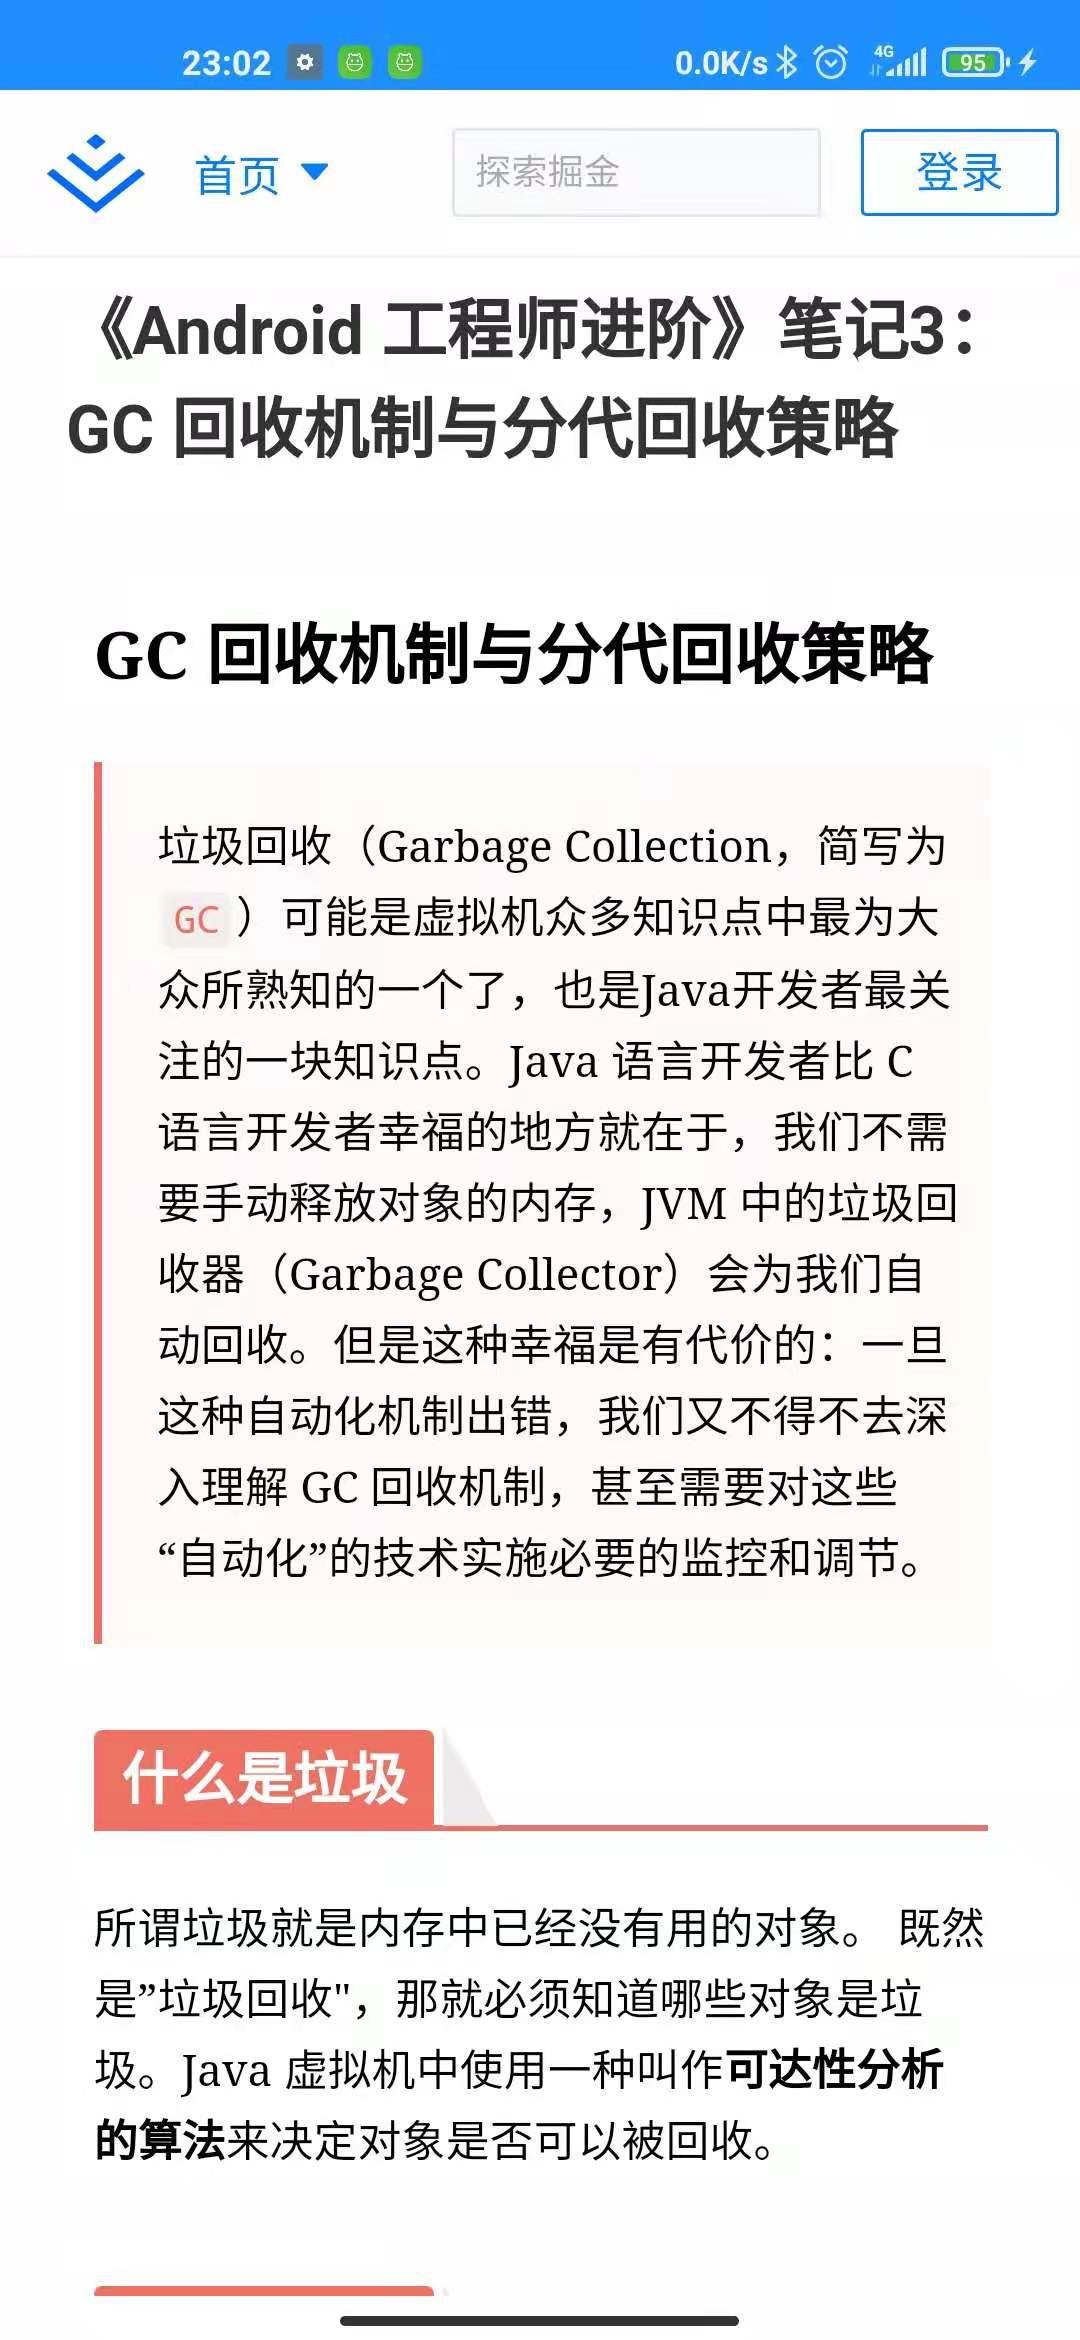 23:02
0.0K/s
4G
95
首页
探索掘金
登录
《Android 工程师进阶》笔记3：
GC 回收机制与分代回收策略
GC 回收机制与分代回收策略
垃圾回收（Garbage Collection，简写为
GC ）可能是虚拟机众多知识点中最为大
众所熟知的一个了，也是Java开发者最关
注的一块知识点。Java 语言开发者比 C
语言开发者幸福的地方就在于，我们不需
要手动释放对象的内存，JVM 中的垃圾回
收器（Garbage Collector）会为我们自
动回收。但是这种幸福是有代价的：一旦
这种自动化机制出错，我们又不得不去深
入理解 GC 回收机制，甚至需要对这些
“自动化”的技术实施必要的监控和调节。
什么是垃圾
所谓垃圾就是内存中已经没有用的对象。 既然
是”垃圾回收"，那就必须知道哪些对象是垃
圾。Java 虚拟机中使用一种叫作可达性分析
的算法来决定对象是否可以被回收。